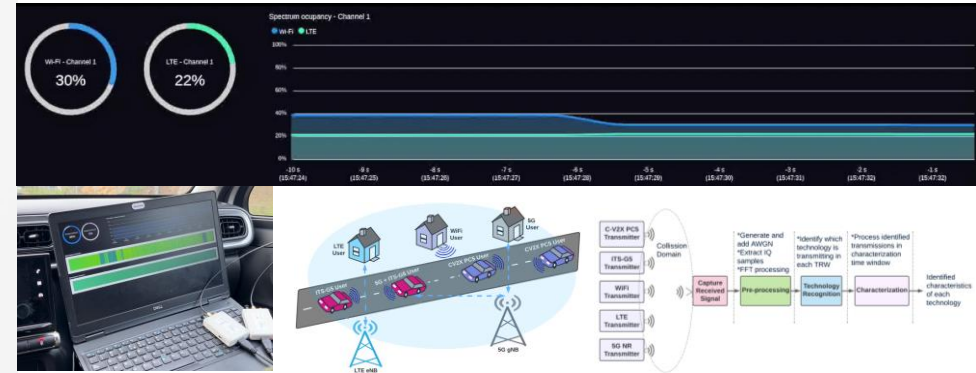 Spectrum ocupancy - Channel 1
Wi-Fi LTE
Wi-Fi - Channel 1
30%
LTE - Channel 1
22%
100%
80%
60%
40%
20%
0%
-10 s -9 s -8 s -7 s -6 s -5 s -4 s -3 s -2 s -1 s
(15:47:24) (15:47:25) (15:47:26) (15:47:27) (15:47:28) (15:47:29) (15:47:30) (15:47:31) (15:47:32) (15:47:32)
DELL
LTE
User
WiFi
User
5G
User
ITS-G5 User
5G + ITS-G5 User
CV2X PC5 User
CV2X PC5 User
LTE eNB
5G gNB
C-V2X PC5
Transmitter
ITS-G5
Transmitter
WiFi
Transmitter
LTE
Transmitter
5G NR
Transmitter
Collission
Domain
Capture
Received
Signal
*Generate and
add AWGN
*Extract IQ
samples
*FFT processing
Pre-processing
*Identify which
technology is
transmitting in
each TRW
Technology
Recognition
*Process identified
transmissions in
characterization
time window
Characterization
Identified
characteristics
of each
technology